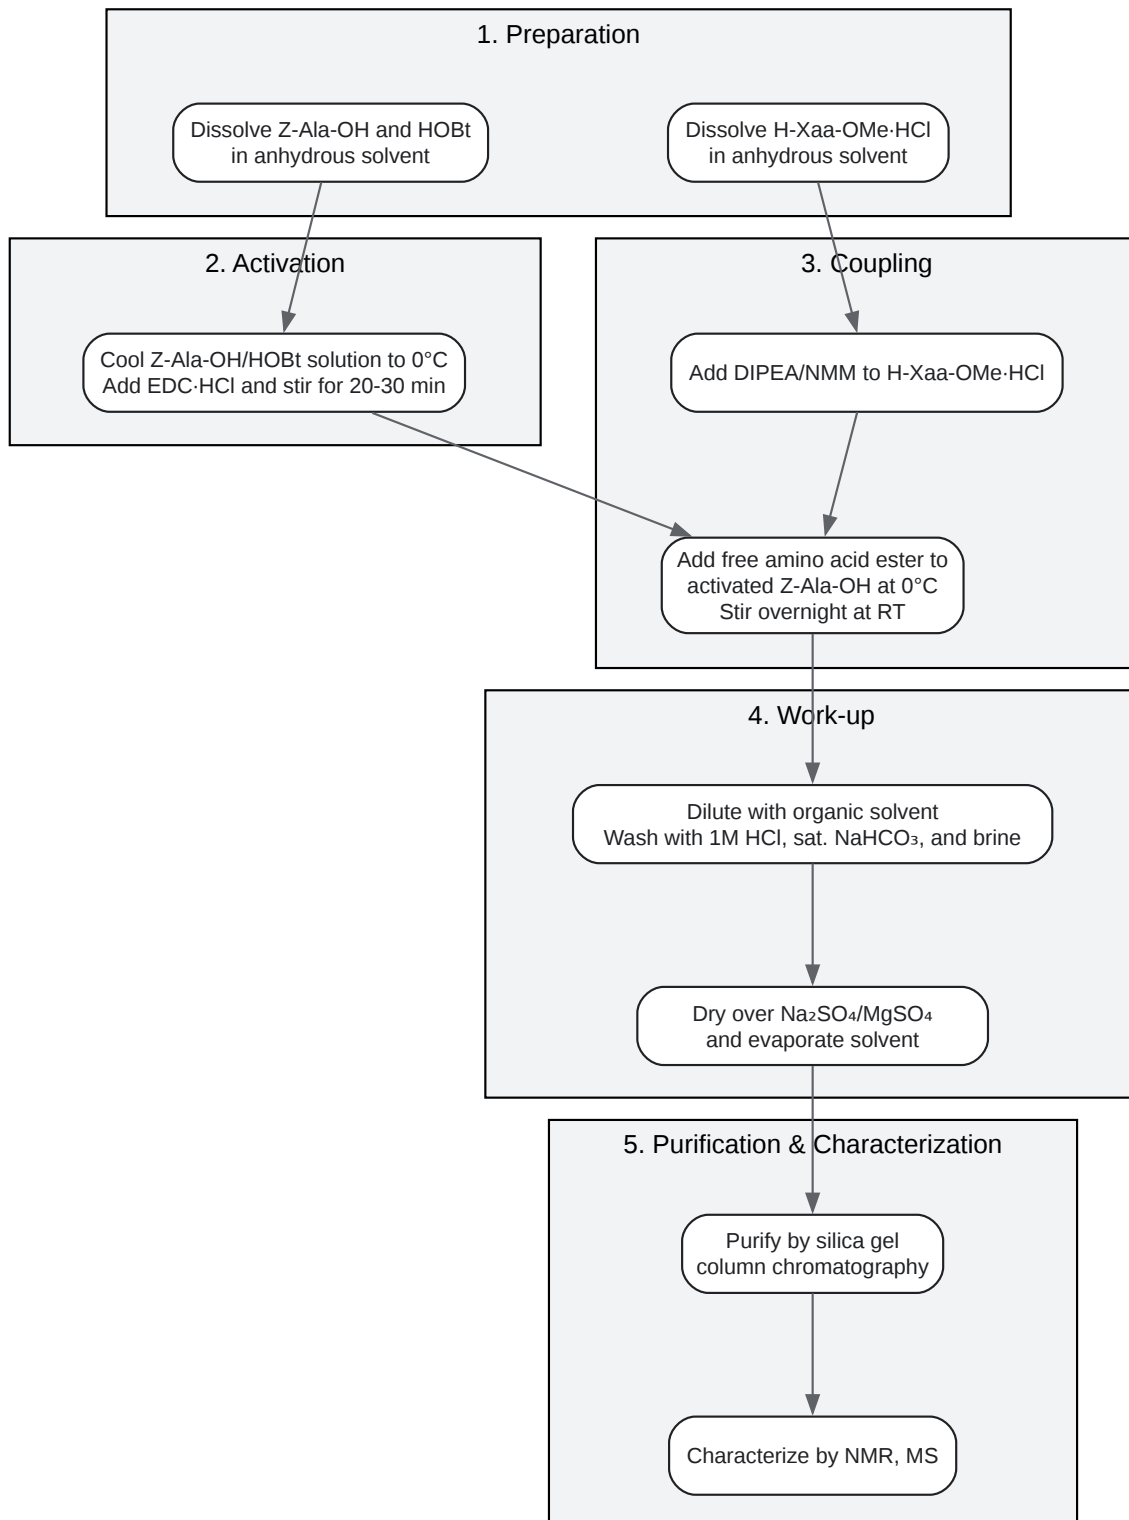 1. Preparation
Dissolve Z-Ala-OH and HOBt
in anhydrous solvent
Dissolve H-Xaa-OMe·HCl
in anhydrous solvent
2. Activation
Cool Z-Ala-OH/HOBt solution to 0°C
Add EDC·HCl and stir for 20-30 min
3. Coupling
Add DIPEA/NMM to H-Xaa-OMe·HCl
Add free amino acid ester to
activated Z-Ala-OH at 0°C
Stir overnight at RT
4. Work-up
Dilute with organic solvent
Wash with 1M HCl, sat. NaHCO₃, and brine
Dry over Na₂SO₄/MgSO₄
and evaporate solvent
5. Purification & Characterization
Purify by silica gel
column chromatography
Characterize by NMR, MS